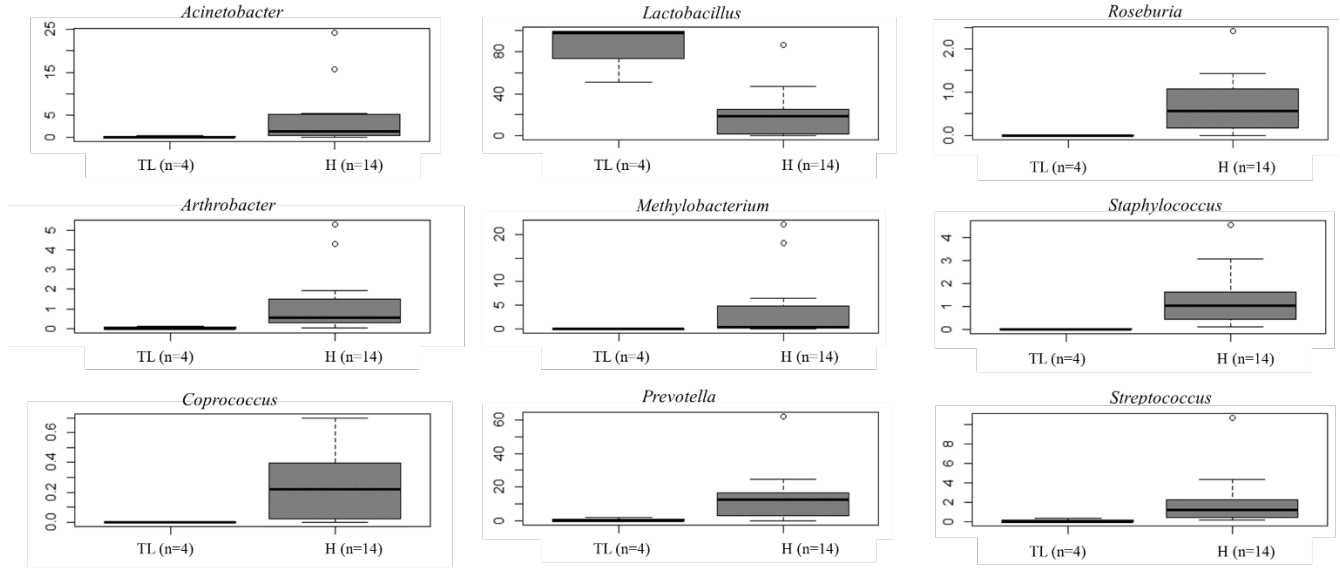 Acinetobacter
25
15
5
0
TL (n=4)
H (n=14)
Lactobacillus
80
40
0
TL (n=4)
H (n=14)
Roseburia
2.0
1.0
0.0
TL (n=4)
H (n=14)
Arthrobacter
5
4
3
2
1
0
TL (n=4)
H (n=14)
Methylobacterium
20
10
5
0
TL (n=4)
H (n=14)
Staphylococcus
4
3
2
1
0
TL (n=4)
H (n=14)
Coprococcus
0.6
0.4
0.2
0.0
TL (n=4)
H (n=14)
Prevotella
60
40
20
0
TL (n=4)
H (n=14)
Streptococcus
8
6
4
2
0
TL (n=4)
H (n=14)